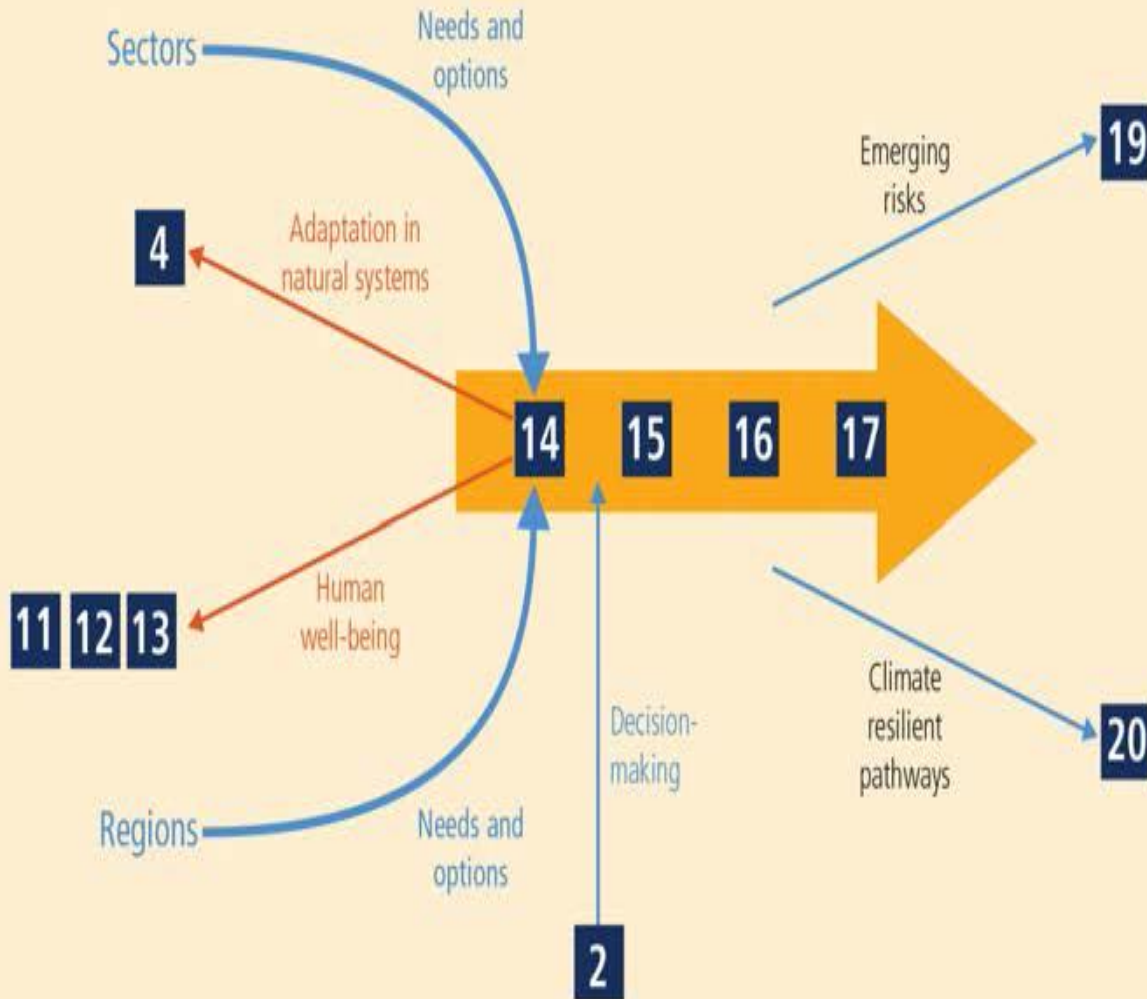 Sectors
Needs and
options
Emerging
risks
19
4
Adaptation in
natural systems
14 15 16 17
11 12 13
Human
well-being
Decision-
making
Climate
resilient
pathways
20
Regions
Needs and
options
2